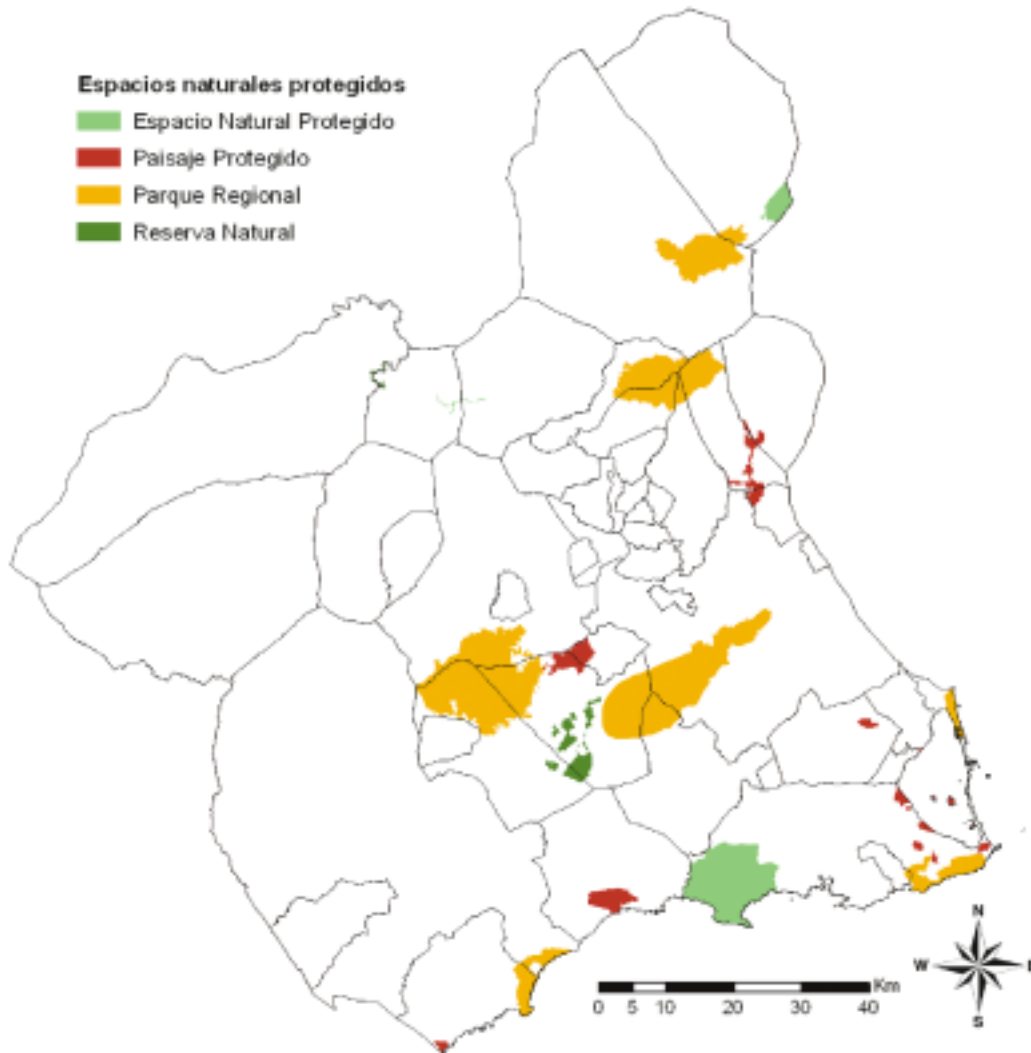 Espacios naturales protegidos
Espacio Natural Protegido
Paisaje Protegido
Parque Regional
Reserva Natural
N
W
E
S
Km
0 5 10 20 30 40